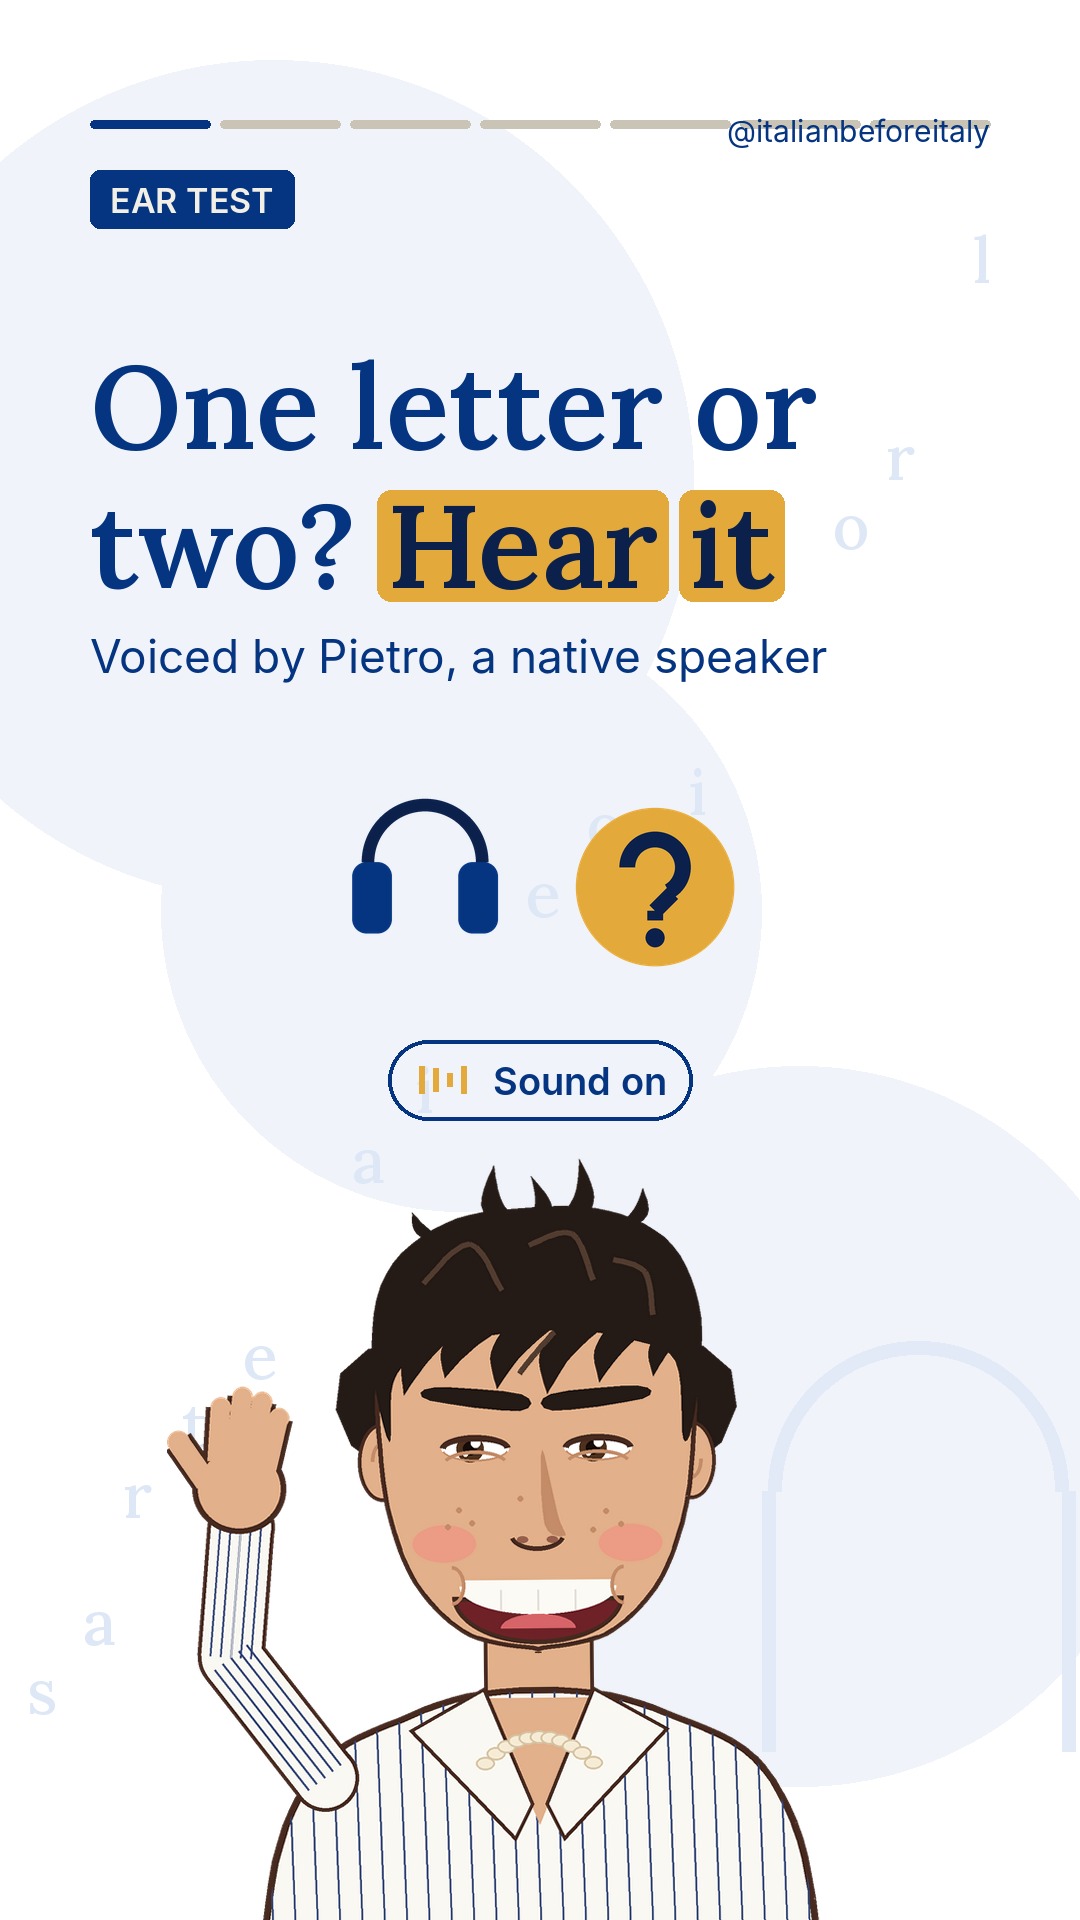 @italianbeforeitaly
EAR TEST
l
One letter or
r
two? Hear it
o
Voiced by Pietro, a native speaker
i
e
Sound on
a
e
t
r
a
s